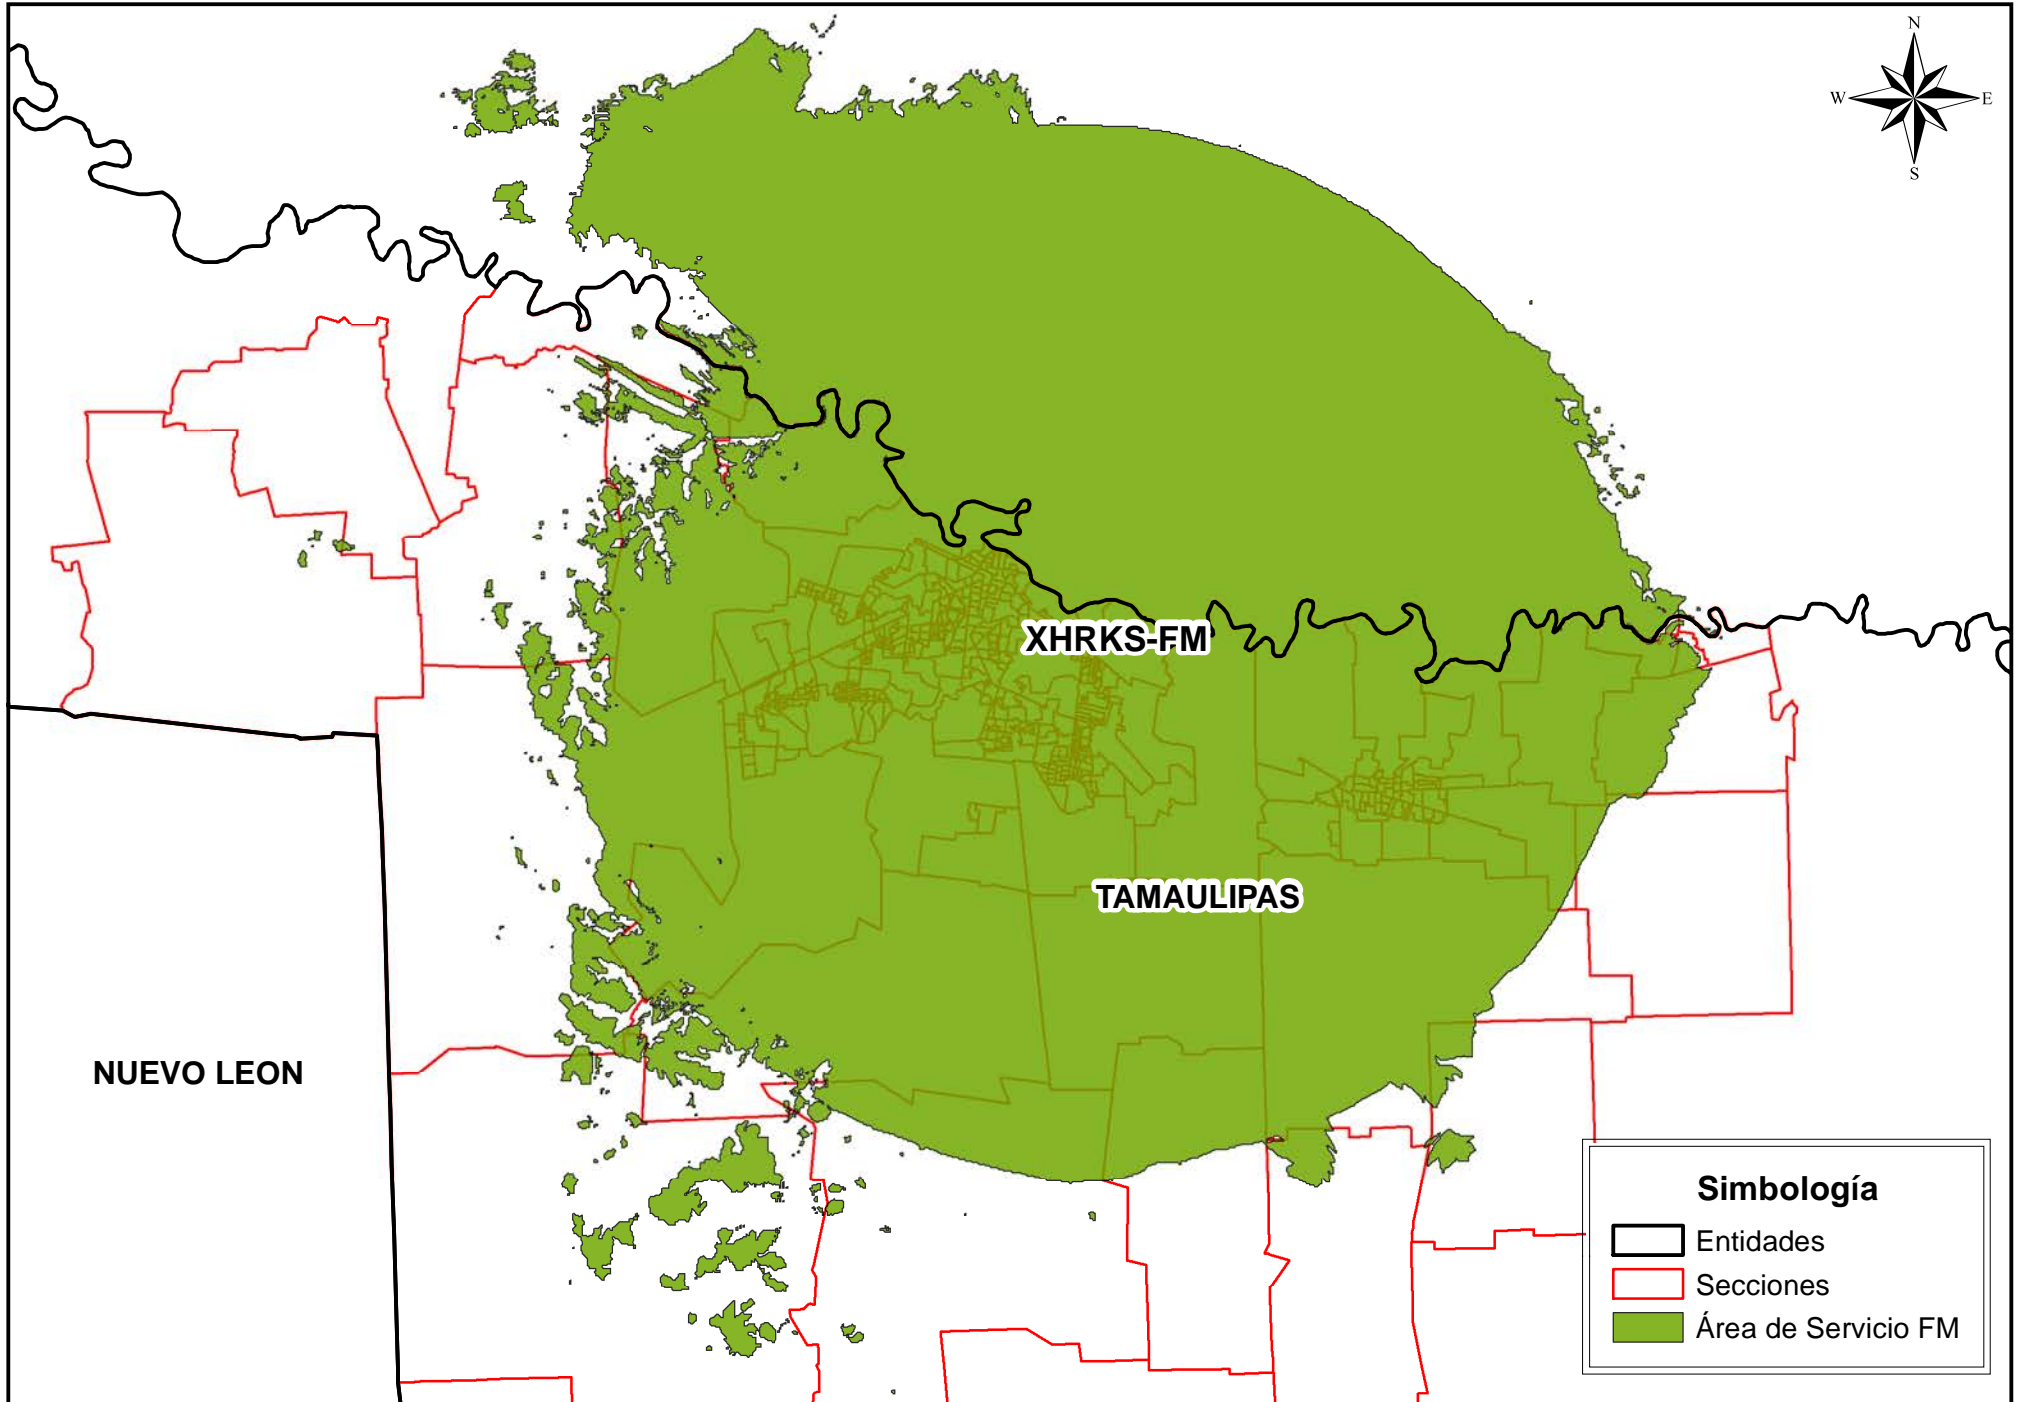 N
W E
S
XHRKS-FM
TAMAULIPAS
NUEVO LEON
Simbología
Entidades
Secciones
Área de Servicio FM